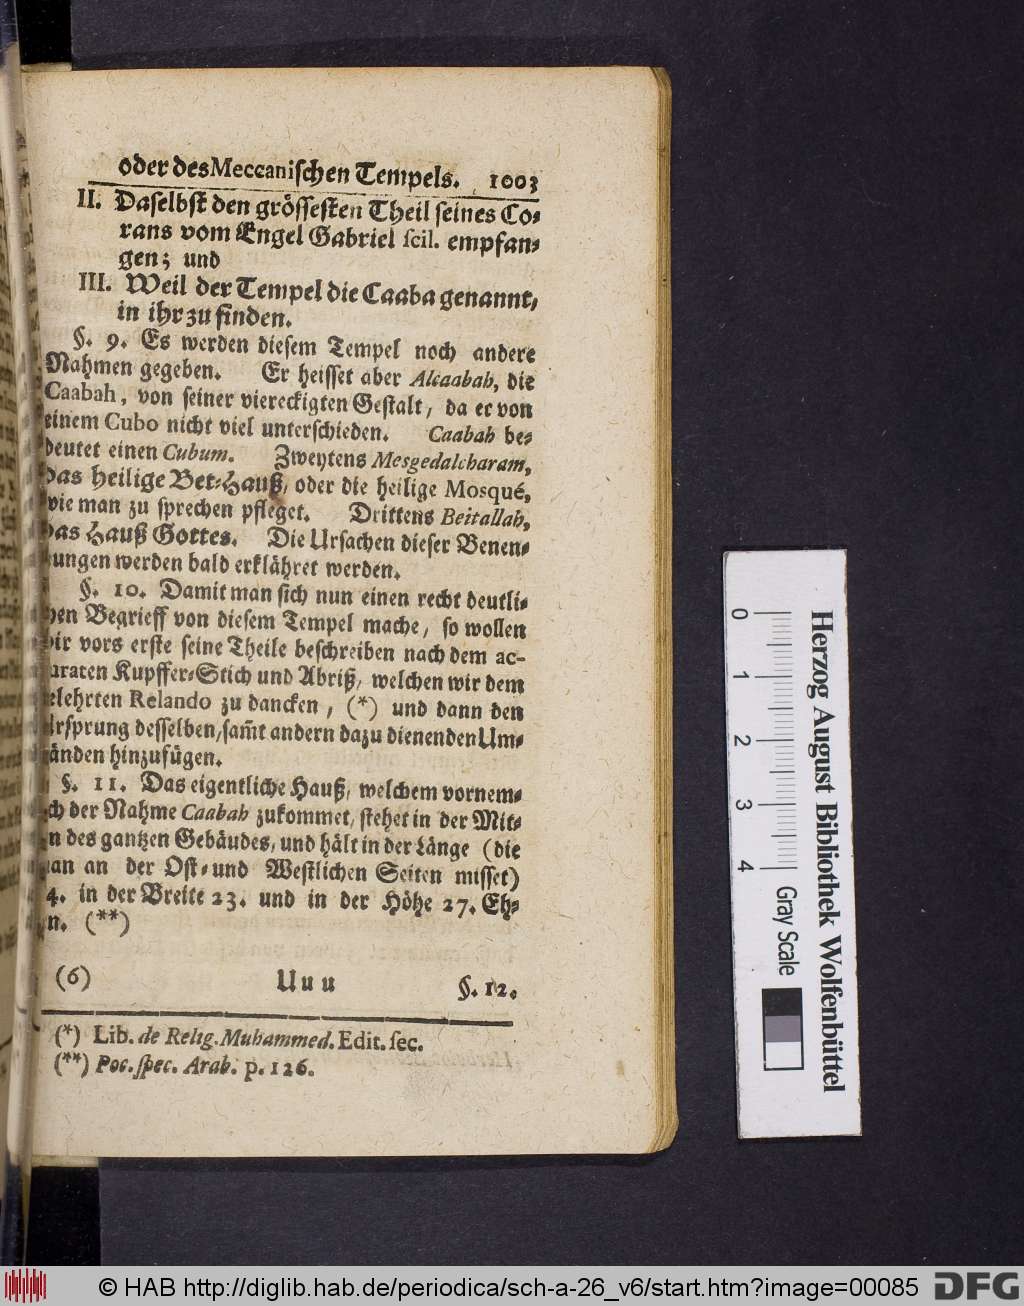 oder des Meccanischen Tempels. 1003
II. Daselbst den grössesten Theil seines Co-
rans vom Engel Gabriel scil. empfan-
gen; und
III. Weil der Tempel die Caaba genannt,
in ihr zu finden.
§. 9. Es werden diesem Tempel noch andere
Nahmen gegeben. Er heisset aber Alcaabah, die
Caabah, von seiner viereckigten Gestalt, da er von
einem Cubo nicht viel unterschieden. Caabah be-
deutet einen Cubum. Zweytens Mesgedalcharam,
das heilige Bet-Hauß, oder die heilige Mosqué,
wie man zu sprechen pfleget. Drittens Beitallah,
das Hauß Gottes. Die Ursachen dieser Benen-
nungen werden bald erklähret werden.
§. 10. Damit man sich nun einen recht deutli-
chen Begrieff von diesem Tempel mache, so wollen
wir vors erste seine Theile beschreiben nach dem ac-
curaten Kupffer-Stich und Abriß, welchen wir dem
gelehrten Relando zu dancken, (*) und dann den
Ursprung desselben, sam̃t andern dazu dienenden Um-
ständen hinzufügen.
§. 11. Das eigentliche Hauß, welchem vornem-
lich der Nahme Caabah zukommet, stehet in der Mit-
ten des gantzen Gebäudes, und hält in der Länge (die
man an der Ost- und Westlichen Seiten misset)
24. in der Breite 23. und in der Höhe 27. Eh-
len. (**)
(6) Uuu §. 12.
(*) Lib. de Relig. Muhammed. Edit. sec.
(**) Poc. spec. Arab. p. 126.
0 1 2 3 4
Herzog August Bibliothek Wolfenbüttel
Gray Scale
© HAB http://diglib.hab.de/periodica/sch-a-26_v6/start.htm?image=00085
DFG